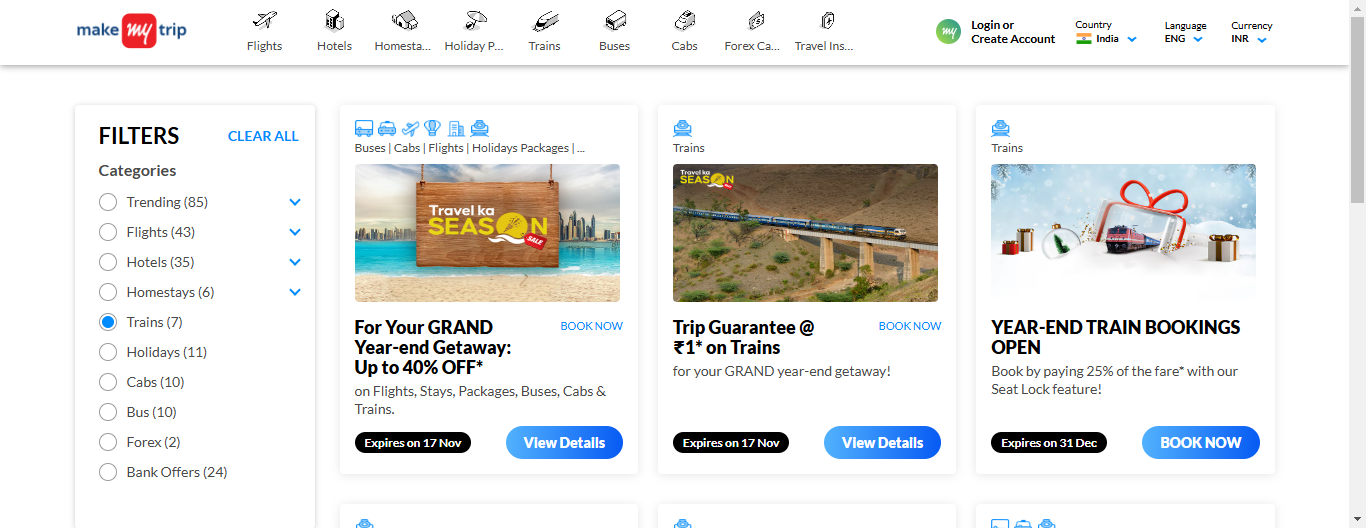 make my trip
Flights
Hotels
Homesta...
Holiday P...
Trains
Buses
Cabs
Forex Ca...
Travel Ins...
my
Login or
Create Account
Country
India
Language
ENG
Currency
INR
FILTERS
CLEAR ALL
Categories
Trending (85)
Flights (43)
Hotels (35)
Homestays (6)
Trains (7)
Holidays (11)
Cabs (10)
Bus (10)
Forex (2)
Bank Offers (24)
Buses | Cabs | Flights | Holidays Packages | ...
Travel ka
SEASON
SALE
For Your GRAND
Year-end Getaway:
Up to 40% OFF*
BOOK NOW
on Flights, Stays, Packages, Buses, Cabs &
Trains.
Expires on 17 Nov
View Details
Trains
Travel ka
SEASON
SALE
Trip Guarantee @
₹1* on Trains
BOOK NOW
for your GRAND year-end getaway!
Expires on 17 Nov
View Details
Trains
YEAR-END TRAIN BOOKINGS
OPEN
Book by paying 25% of the fare* with our
Seat Lock feature!
Expires on 31 Dec
BOOK NOW